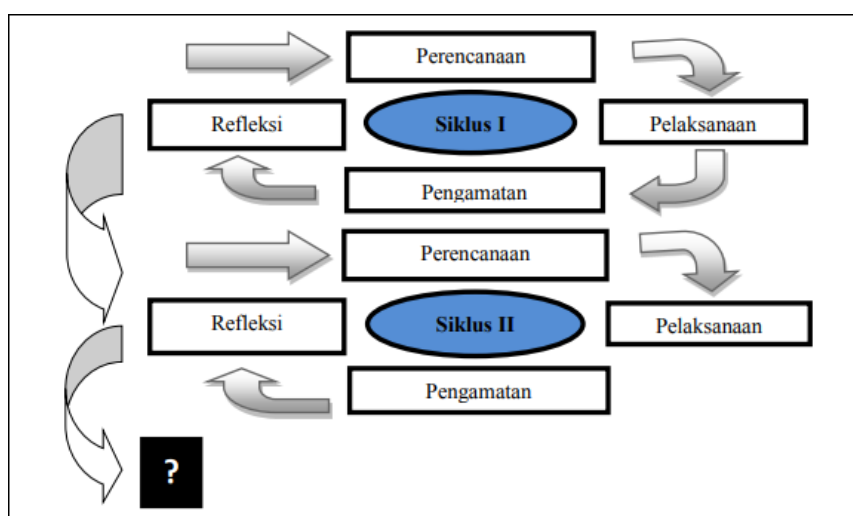 Perencanaan
Refleksi
Siklus I
Pelaksanaan
Pengamatan
Perencanaan
Refleksi
Siklus II
Pelaksanaan
Pengamatan
?